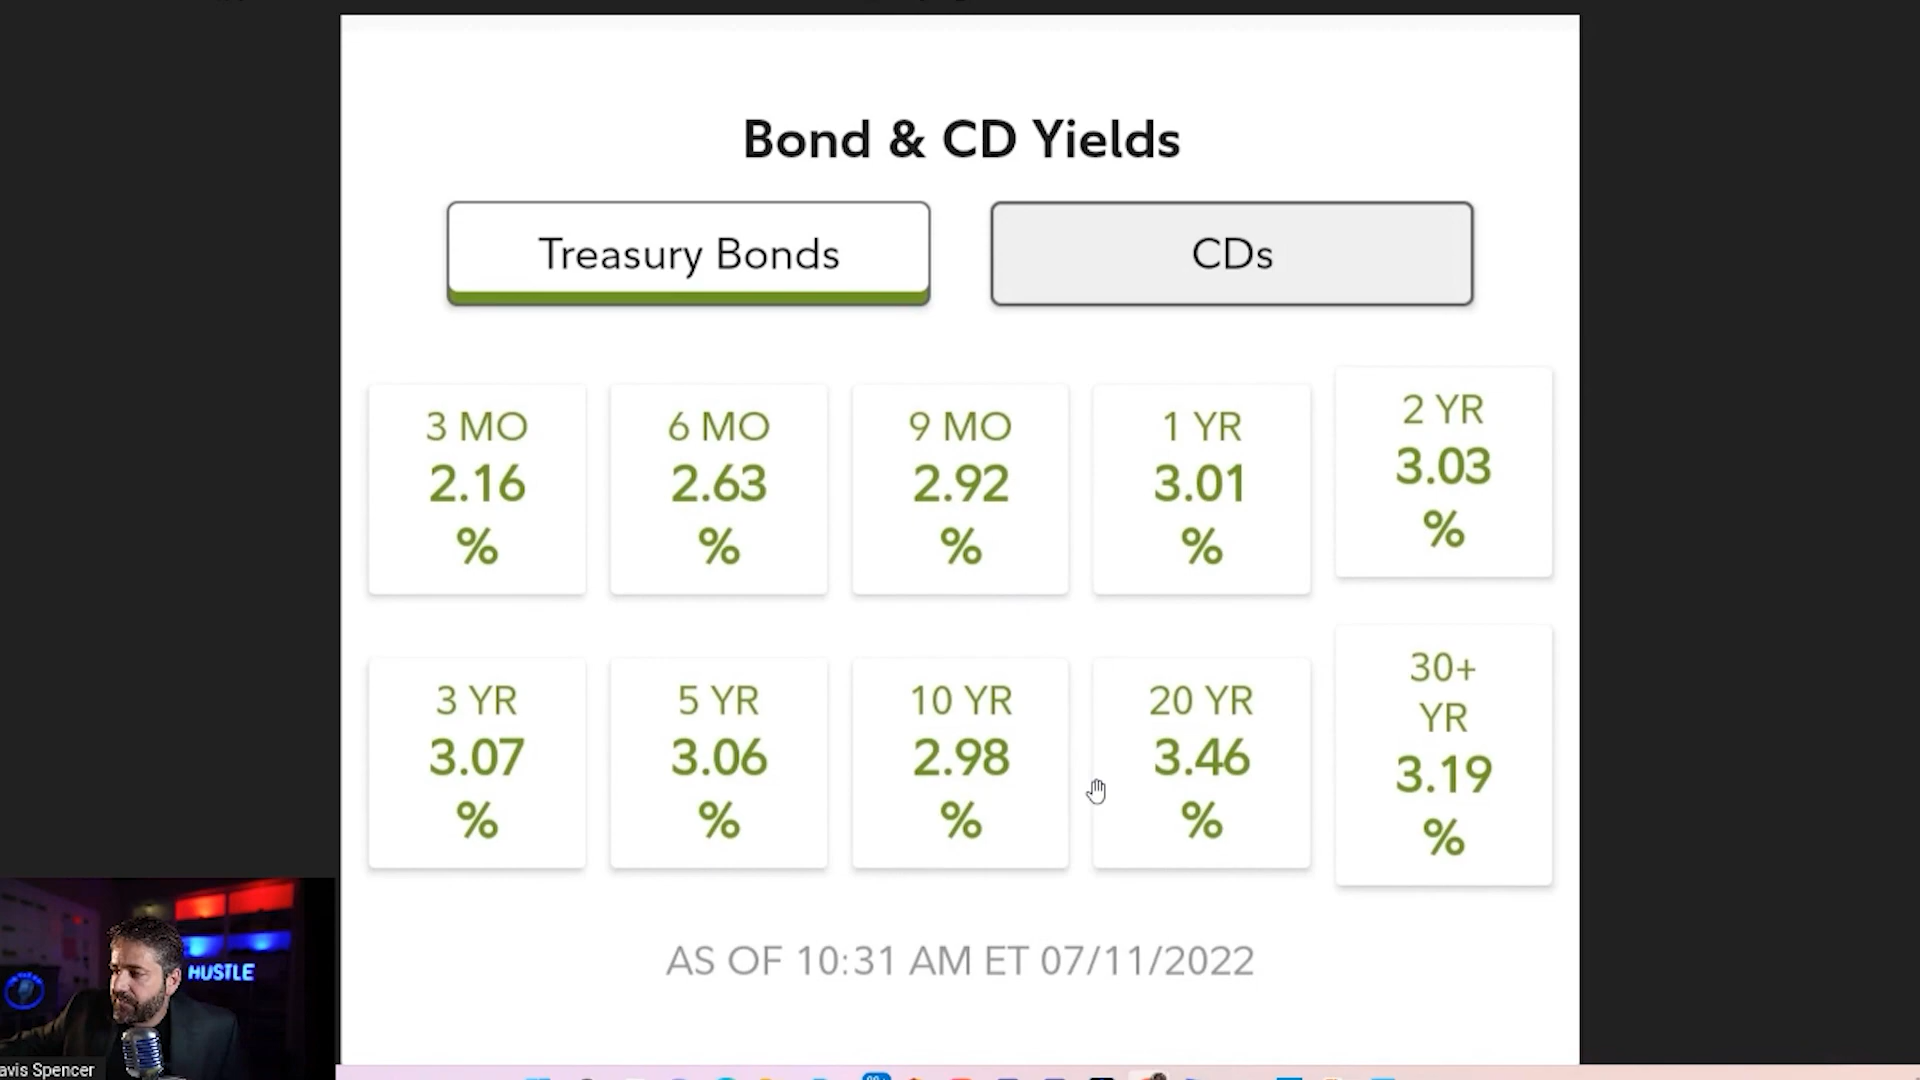 Bond & CD Yields
Treasury Bonds
CDs
3 MO
2.16
%
6 MO
2.63
%
9 MO
2.92
%
1 YR
3.01
%
2 YR
3.03
%
3 YR
3.07
%
5 YR
3.06
%
10 YR
2.98
%
20 YR
3.46
%
30+
YR
3.19
%
AS OF 10:31 AM ET 07/11/2022
HUSTLE
avis Spencer